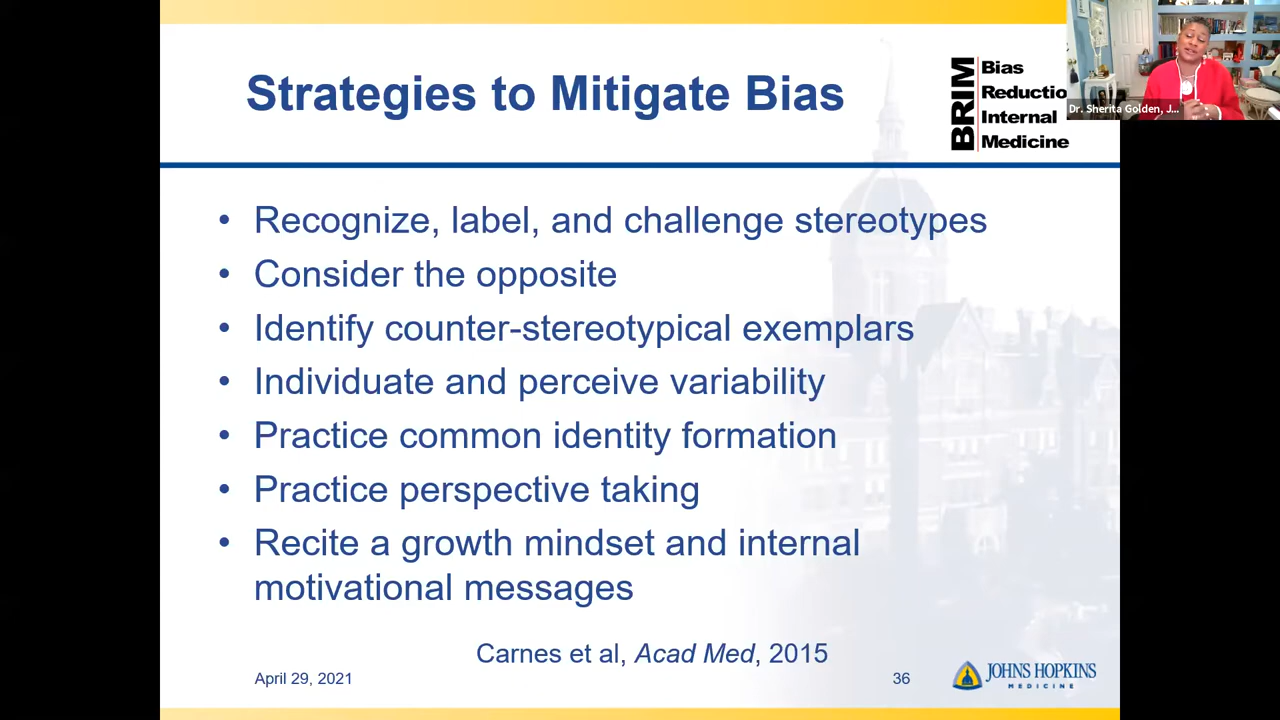 Strategies to Mitigate Bias
BRIM
Bias
Reductio
Internal
Medicine
Dr. Sherita Golden, J...
• Recognize, label, and challenge stereotypes
• Consider the opposite
• Identify counter-stereotypical exemplars
• Individuate and perceive variability
• Practice common identity formation
• Practice perspective taking
• Recite a growth mindset and internal
motivational messages
Carnes et al, Acad Med, 2015
April 29, 2021
36
JOHNS HOPKINS
MEDICINE